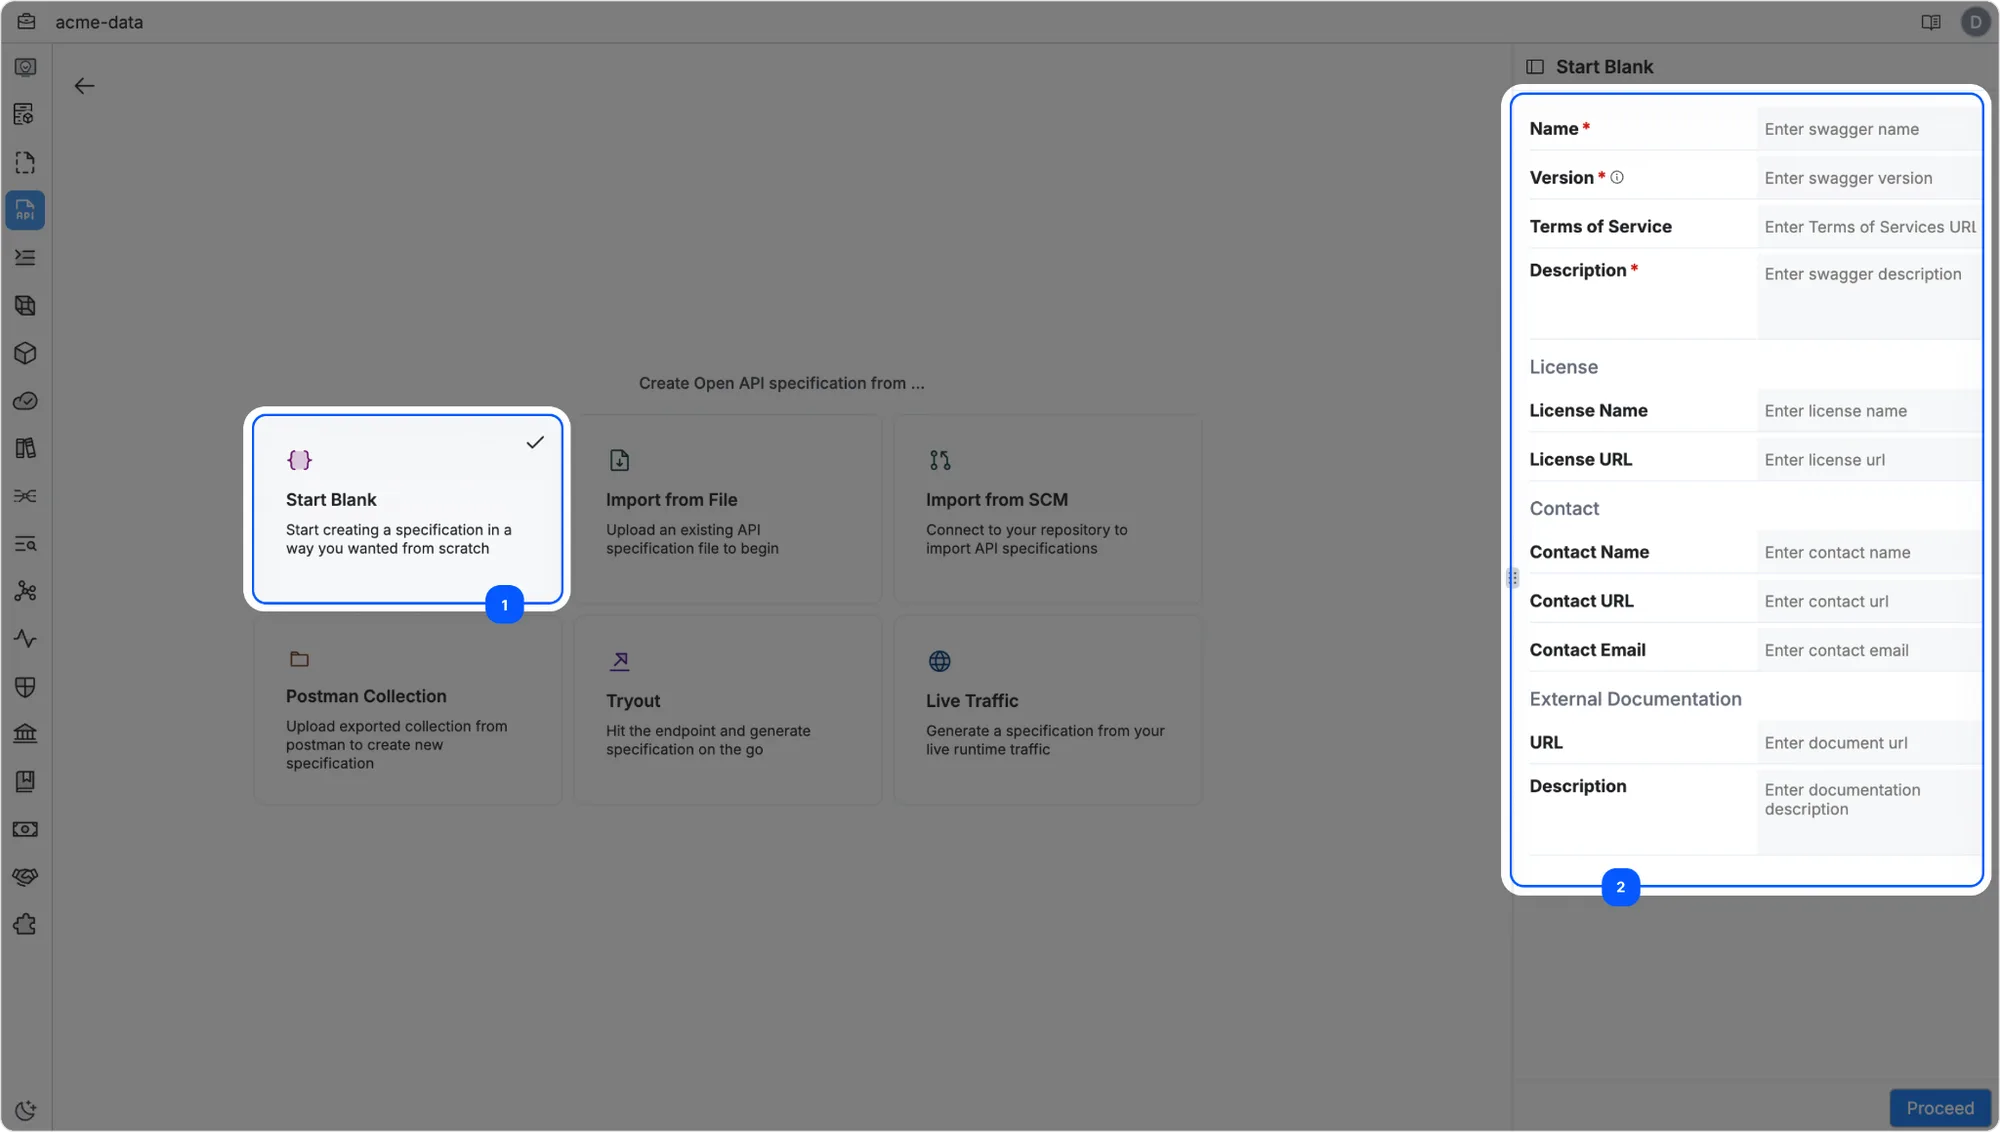 acme-data
D
API
Start Blank
Name *
Enter swagger name
Version *
Enter swagger version
Terms of Service
Enter Terms of Services URL
Description *
Enter swagger description
License
License Name
Enter license name
License URL
Enter license url
Contact
Contact Name
Enter contact name
Contact URL
Enter contact url
Contact Email
Enter contact email
External Documentation
URL
Enter document url
Description
Enter documentation
description
2
Proceed
Create Open API specification from ...
Start Blank
Start creating a specification in a
way you wanted from scratch
1
Import from File
Upload an existing API
specification file to begin
Import from SCM
Connect to your repository to
import API specifications
Postman Collection
Upload exported collection from
postman to create new
specification
Tryout
Hit the endpoint and generate
specification on the go
Live Traffic
Generate a specification from your
live runtime traffic